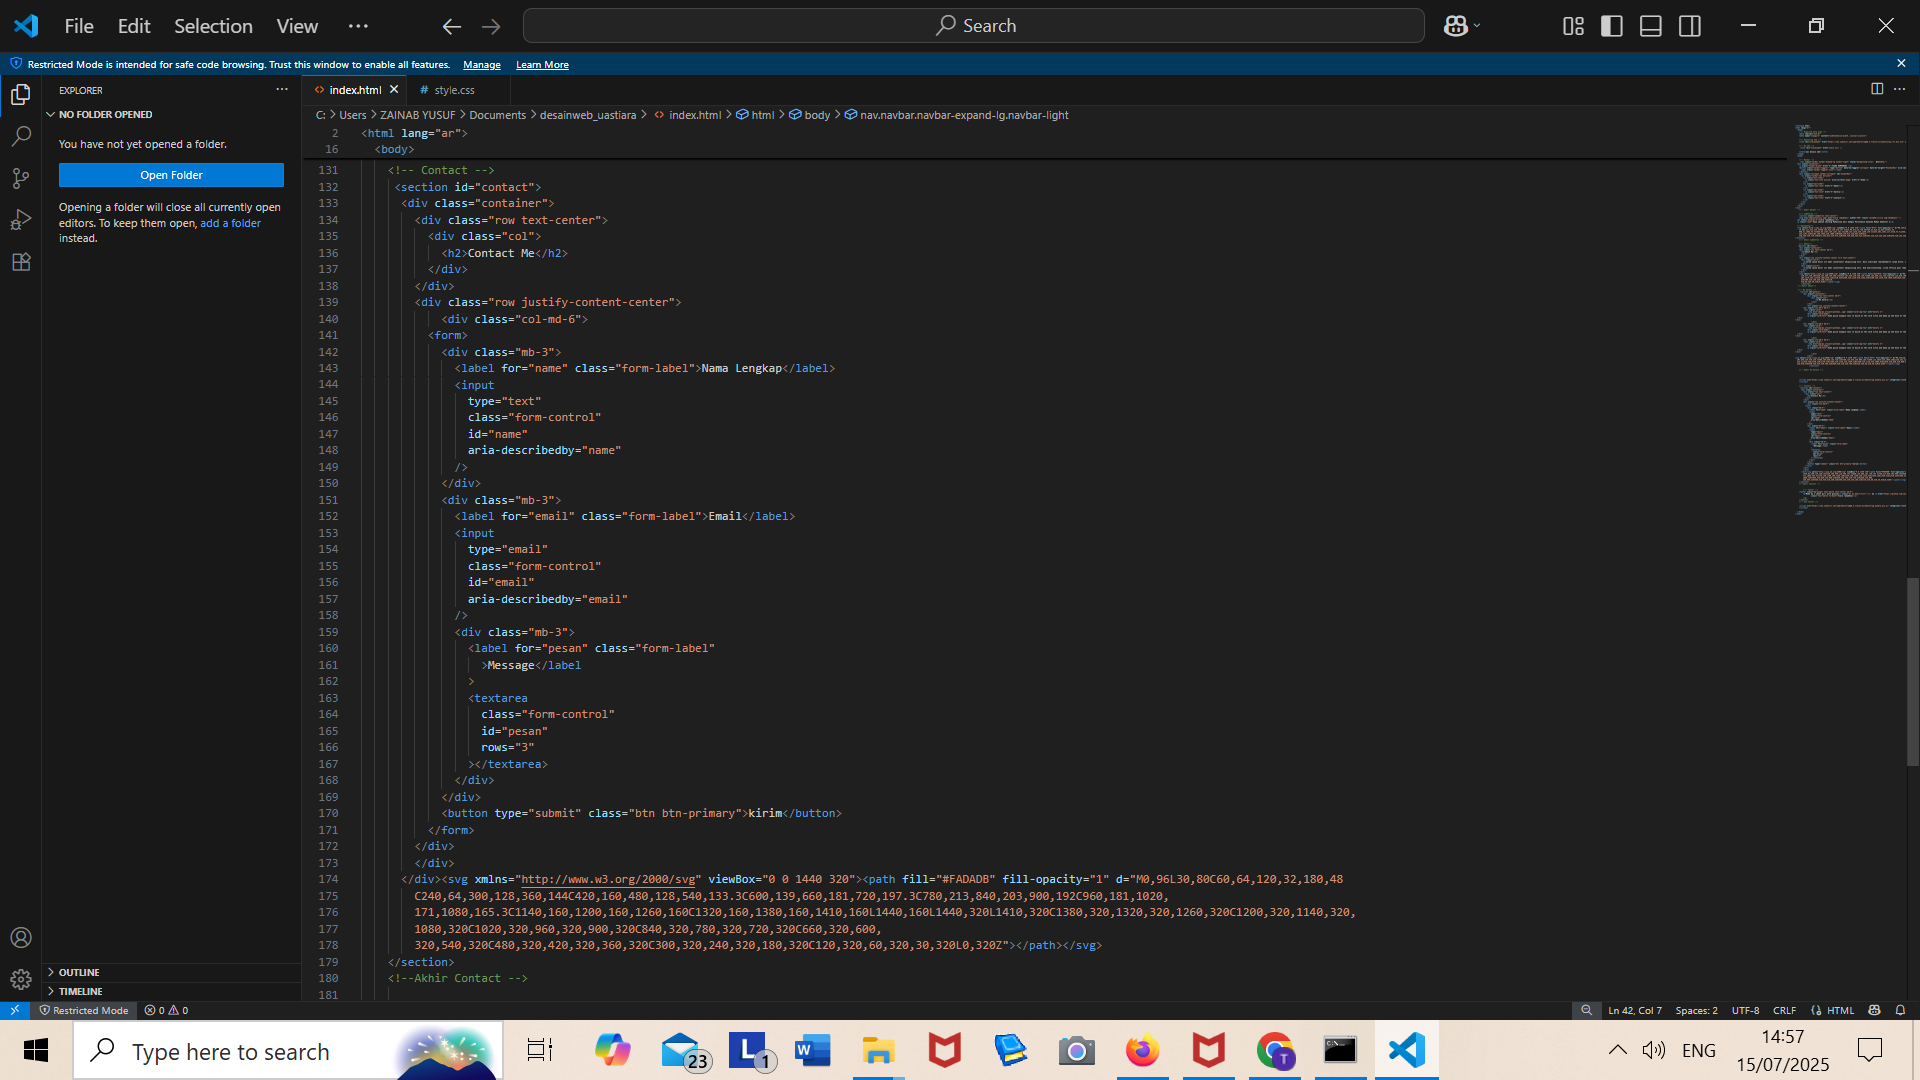 File Edit Selection View ··· Search
Restricted Mode is intended for safe code browsing. Trust this window to enable all features. Manage Learn More
EXPLORER ···
NO FOLDER OPENED
You have not yet opened a folder.
Open Folder
Opening a folder will close all currently open
editors. To keep them open, add a folder
instead.
OUTLINE
TIMELINE
<> index.html # style.css
C: > Users > ZAINAB YUSUF > Documents > desainweb_uastiara > <> index.html > html > body > nav.navbar.navbar-expand-lg.navbar-light
2 <html lang="ar">
16 <body>
131 <!-- Contact -->
132 <section id="contact">
133 <div class="container">
134 <div class="row text-center">
135 <div class="col">
136 <h2>Contact Me</h2>
137 </div>
138 </div>
139 <div class="row justify-content-center">
140 <div class="col-md-6">
141 <form>
142 <div class="mb-3">
143 <label for="name" class="form-label">Nama Lengkap</label>
144 <input
145 type="text"
146 class="form-control"
147 id="name"
148 aria-describedby="name"
149 />
150 </div>
151 <div class="mb-3">
152 <label for="email" class="form-label">Email</label>
153 <input
154 type="email"
155 class="form-control"
156 id="email"
157 aria-describedby="email"
158 />
159 <div class="mb-3">
160 <label for="pesan" class="form-label"
161 >Message</label
162 >
163 <textarea
164 class="form-control"
165 id="pesan"
166 rows="3"
167 ></textarea>
168 </div>
169 </div>
170 <button type="submit" class="btn btn-primary">kirim</button>
171 </form>
172 </div>
173 </div>
174 </div><svg xmlns="http://www.w3.org/2000/svg" viewBox="0 0 1440 320"><path fill="#FADADB" fill-opacity="1" d="M0,96L30,80C60,64,120,32,180,48
175 C240,64,300,128,360,144C420,160,480,128,540,133.3C600,139,660,181,720,197.3C780,213,840,203,900,192C960,181,1020,
176 171,1080,165.3C1140,160,1200,160,1260,160C1320,160,1380,160,1410,160L1440,160L1440,320L1410,320C1380,320,1320,320,1260,320C1200,320,1140,320,
177 1080,320C1020,320,960,320,900,320C840,320,780,320,720,320C660,320,600,
178 320,540,320C480,320,420,320,360,320C300,320,240,320,180,320C120,320,60,320,30,320L0,320Z"></path></svg>
179 </section>
180 <!--Akhir Contact -->
181
Restricted Mode 0 0 Ln 42, Col 7 Spaces: 2 UTF-8 CRLF {} HTML
Type here to search 23 L 1 W T ENG 14:57
15/07/2025